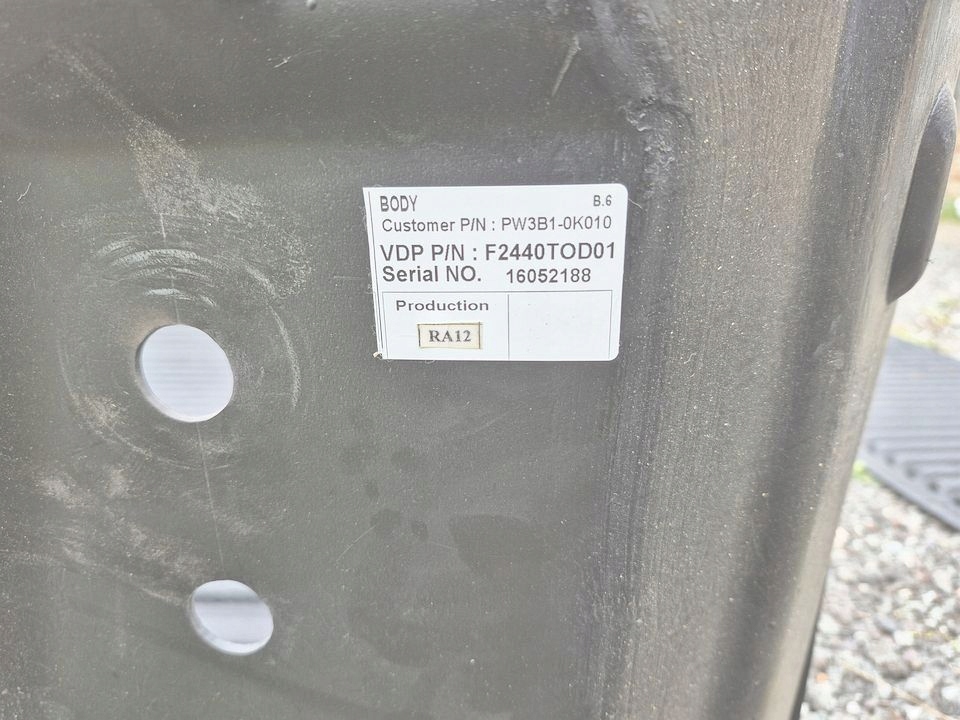 BODY B.6
Customer P/N : PW3B1-0K010
VDP P/N : F2440TOD01
Serial NO. 16052188
Production
RA12